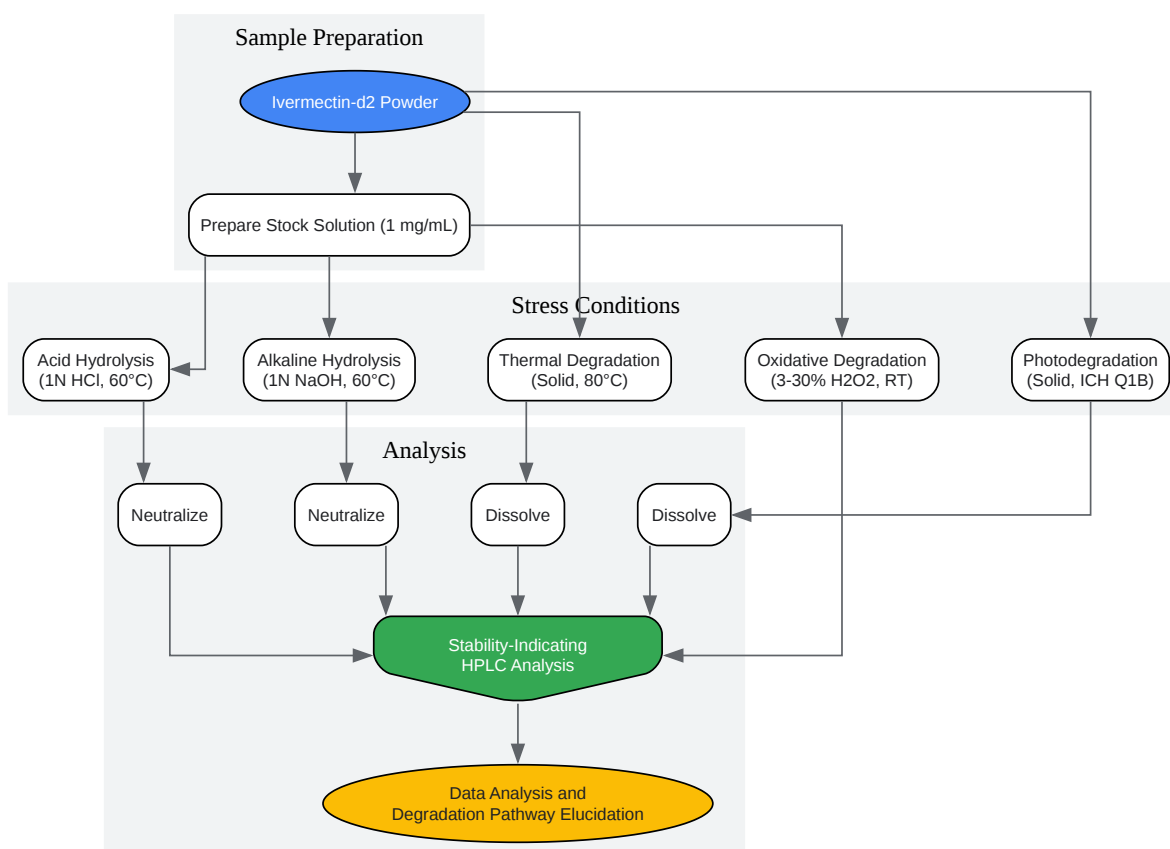 Sample Preparation
Ivermectin-d2 Powder
Prepare Stock Solution (1 mg/mL)
Stress Conditions
Acid Hydrolysis
(1N HCl, 60°C)
Alkaline Hydrolysis
(1N NaOH, 60°C)
Thermal Degradation
(Solid, 80°C)
Oxidative Degradation
(3-30% H2O2, RT)
Photodegradation
(Solid, ICH Q1B)
Analysis
Neutralize
Neutralize
Dissolve
Dissolve
Stability-Indicating
HPLC Analysis
Data Analysis and
Degradation Pathway Elucidation